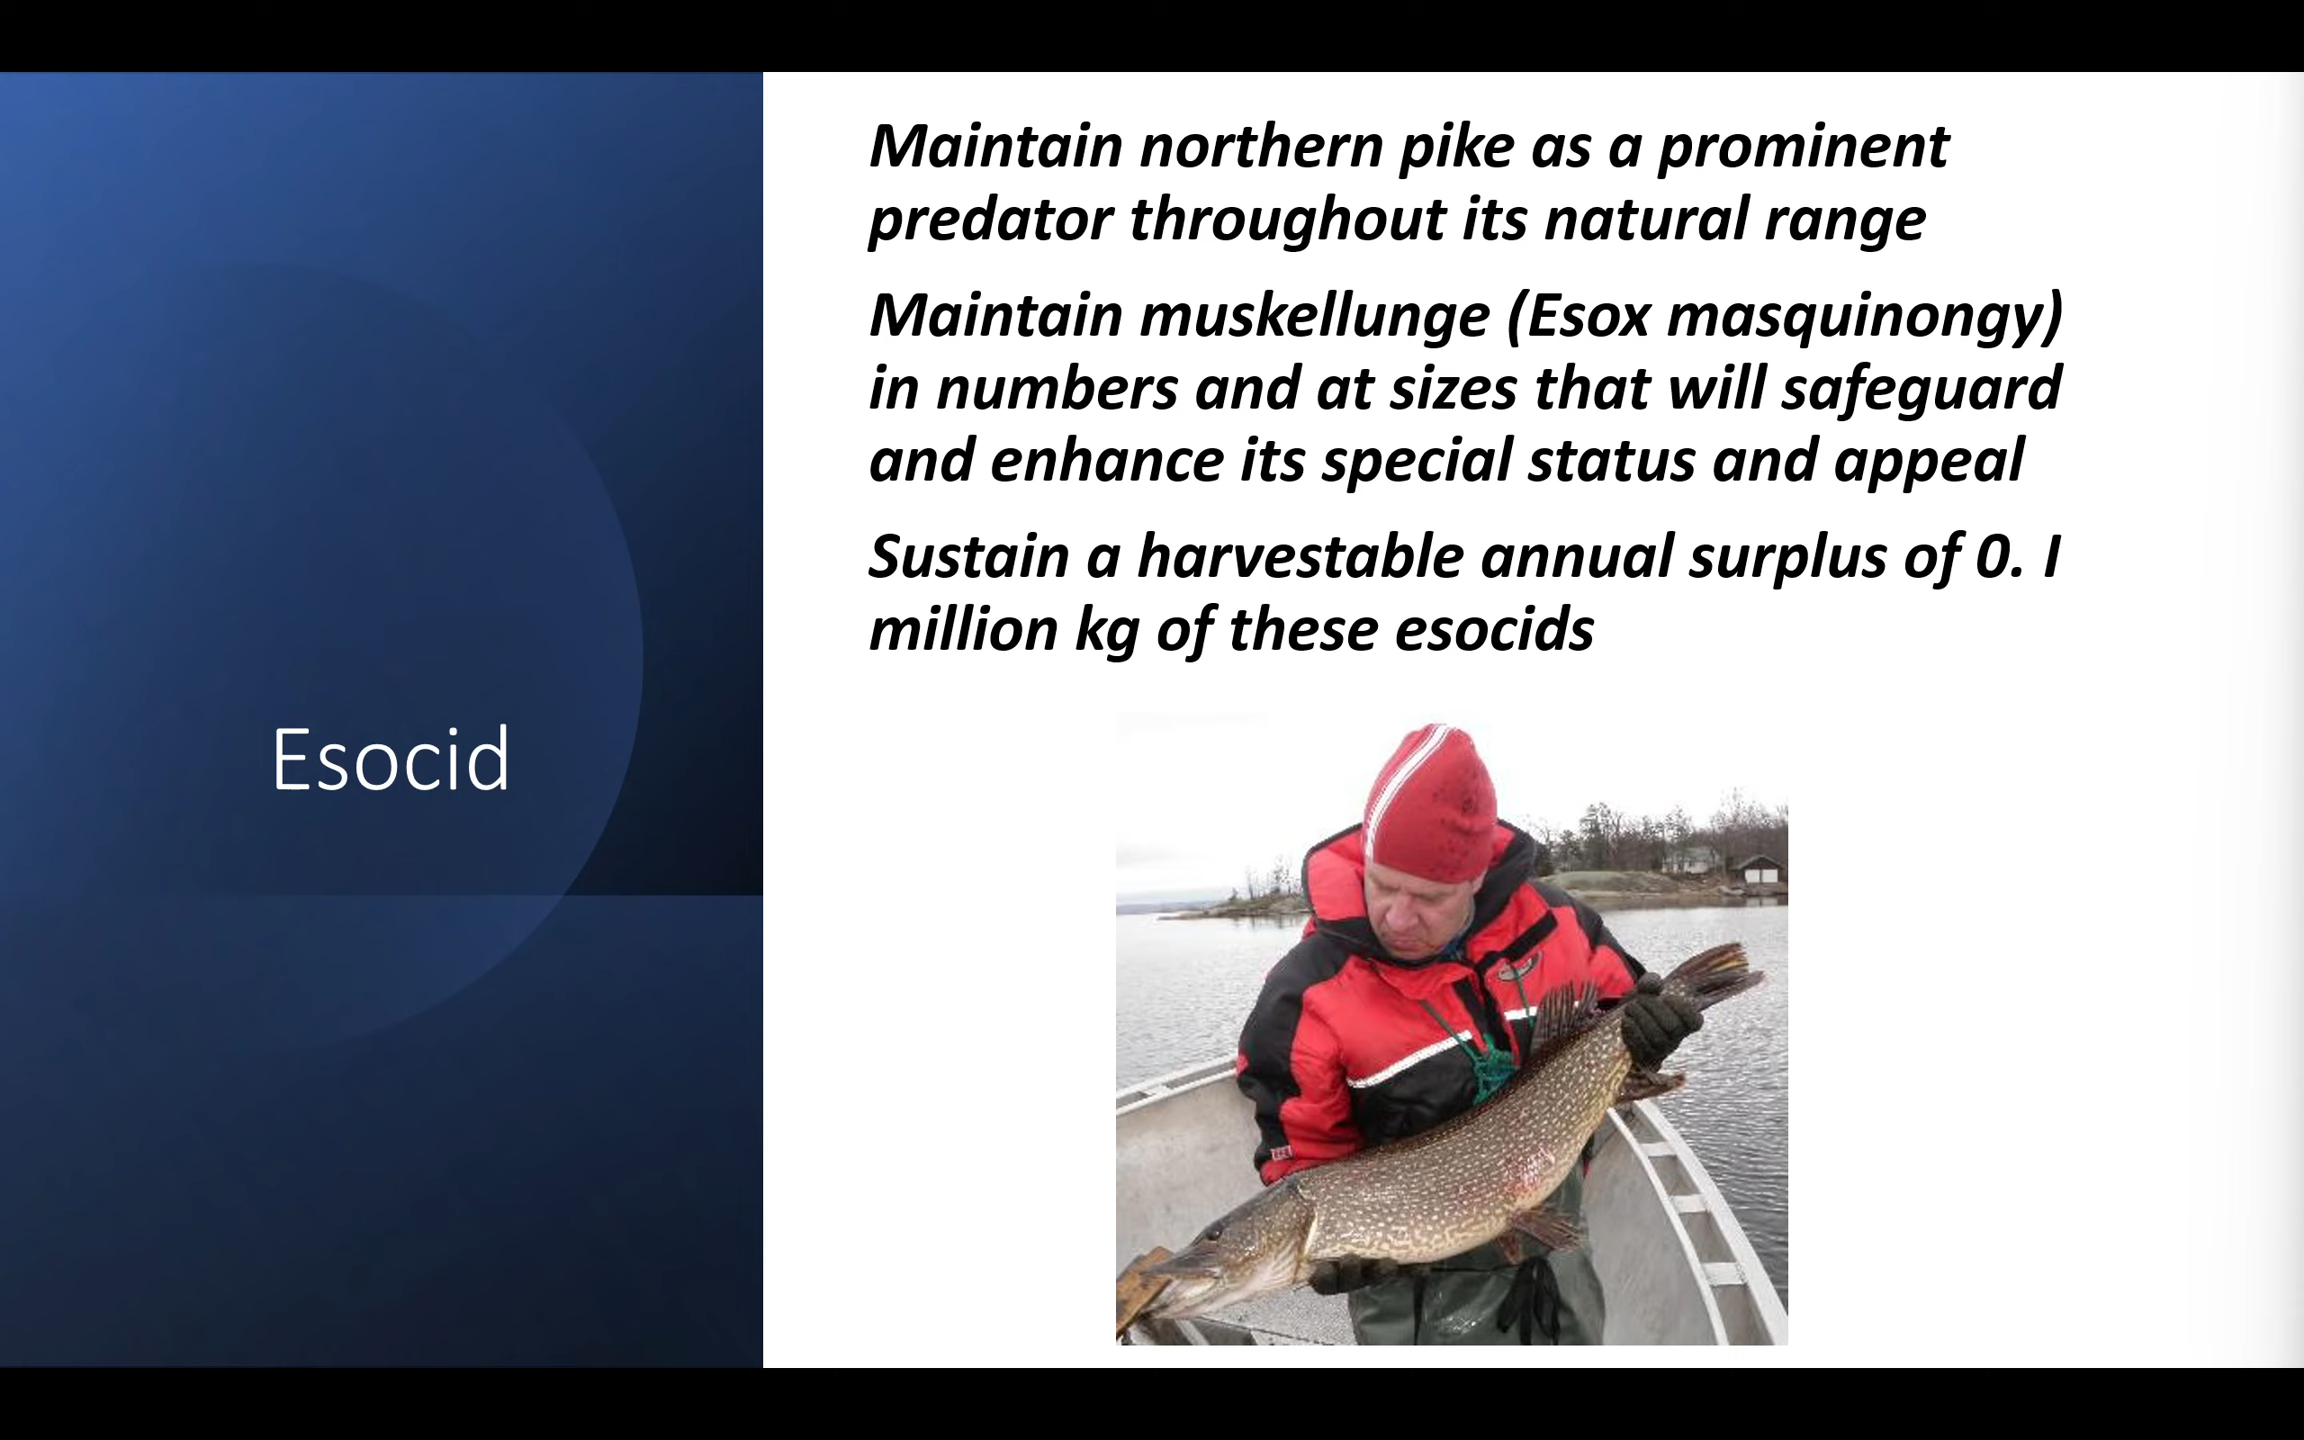 Esocid
Maintain northern pike as a prominent
predator throughout its natural range
Maintain muskellunge (Esox masquinongy)
in numbers and at sizes that will safeguard
and enhance its special status and appeal
Sustain a harvestable annual surplus of 0. I
million kg of these esocids